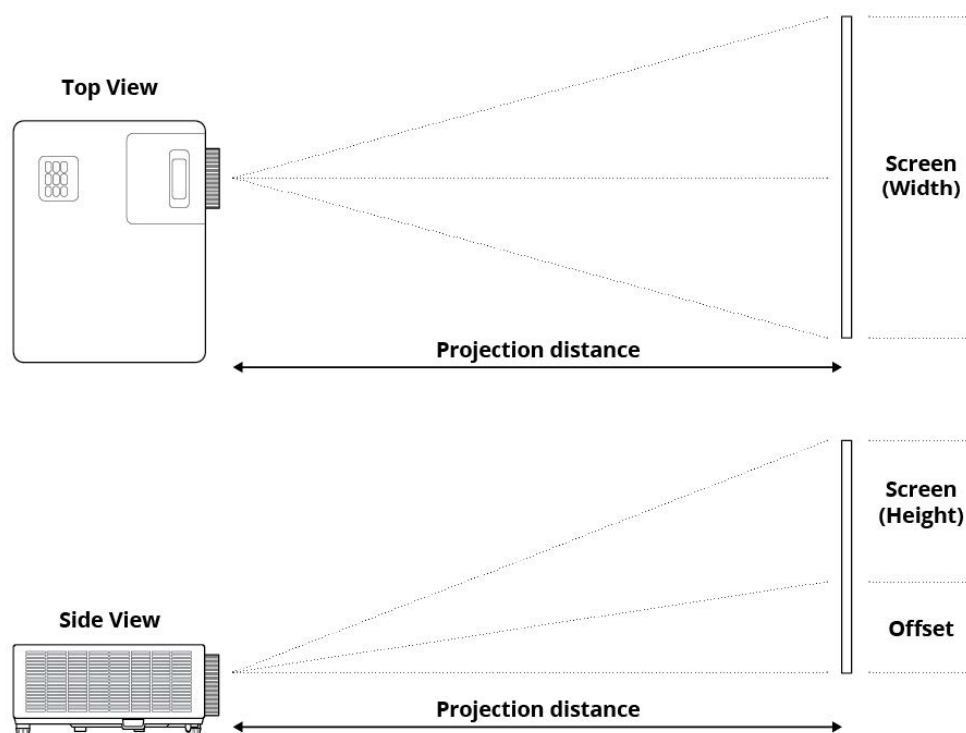 Top View
Screen
(Width)
Projection distance
Screen
(Height)
Side View
Offset
Projection distance